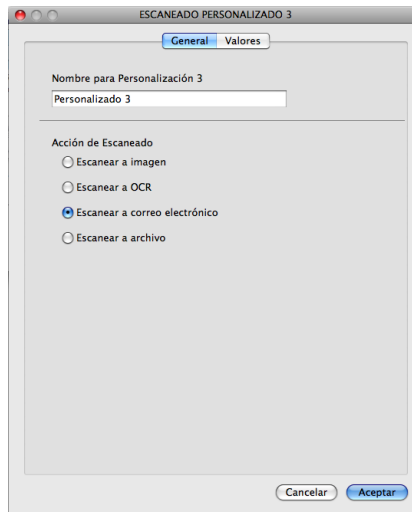 ESCANEADO PERSONALIZADO 3
General Valores
Nombre para Personalización 3
Personalizado 3
Acción de Escaneado
Escanear a imagen
Escanear a OCR
Escanear a correo electrónico
Escanear a archivo
Cancelar Aceptar